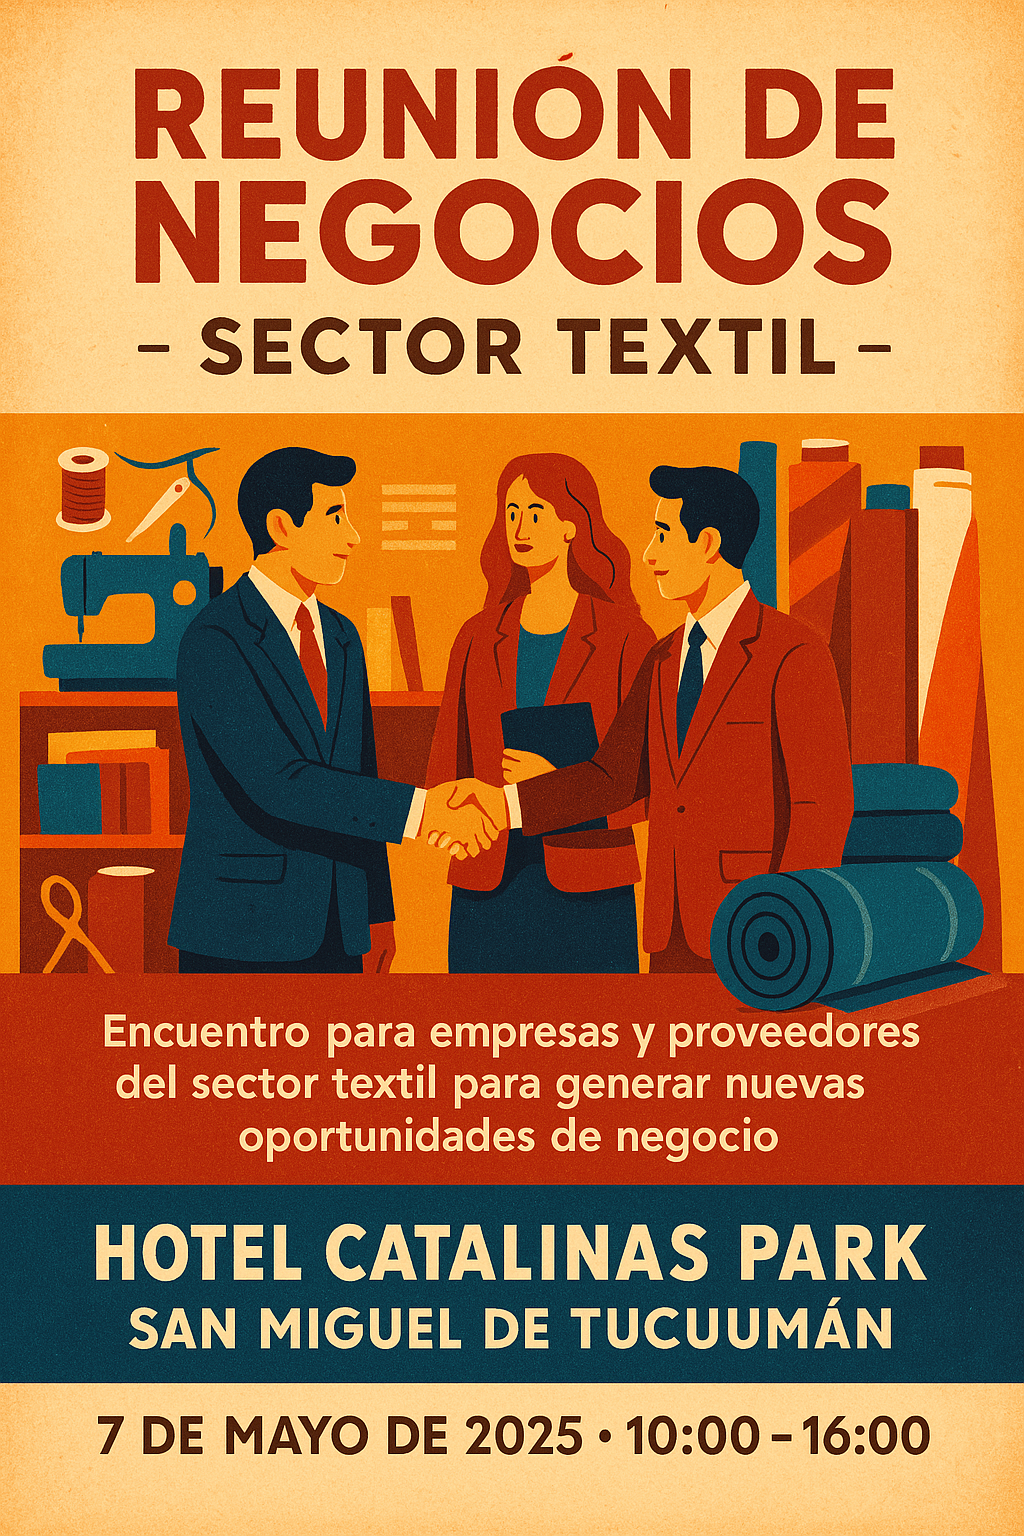 REUNIÓN DE
NEGOCIOS
– SECTOR TEXTIL –
Encuentro para empresas y proveedores
del sector textil para generar nuevas
oportunidades de negocio
HOTEL CATALINAS PARK
SAN MIGUEL DE TUCUUMÁN
7 DE MAYO DE 2025 • 10:00 – 16:00